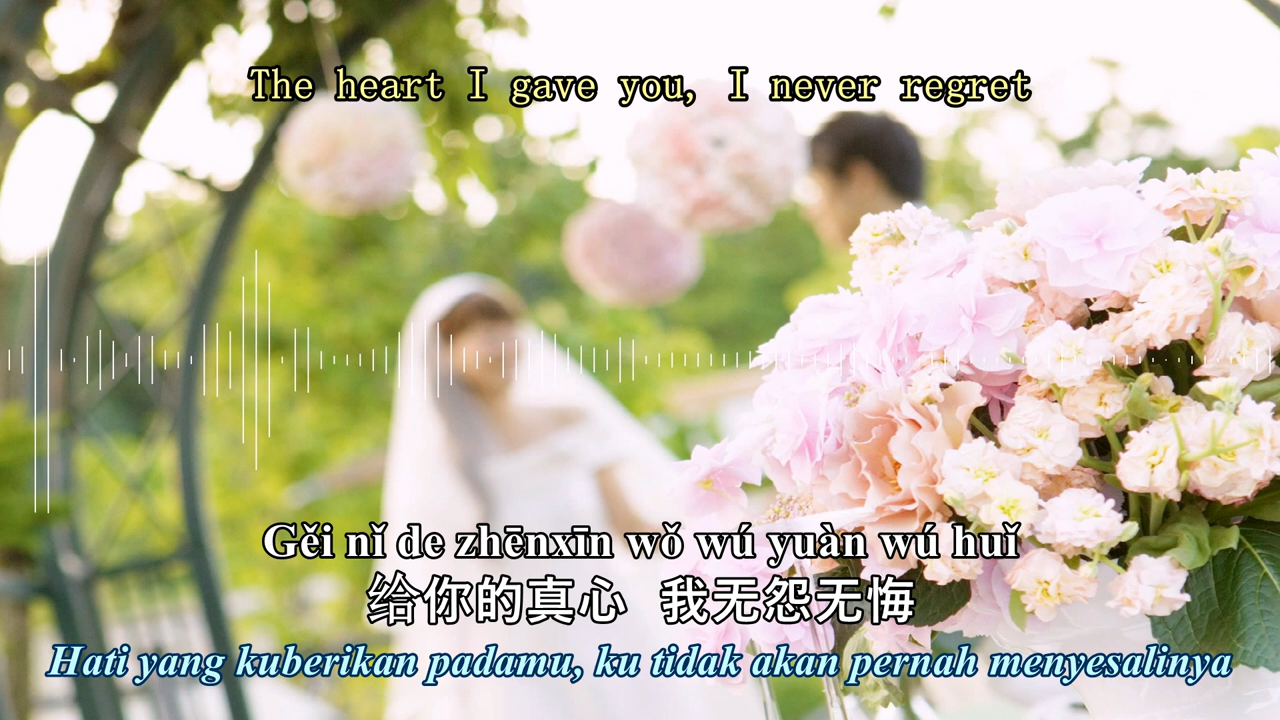 The heart I gave you, I never regret
Gěi nǐ de zhēnxīn wǒ wú yuàn wú huǐ
给你的真心 我无怨无悔
Hati yang kuberikan padamu, ku tidak akan pernah menyesalinya